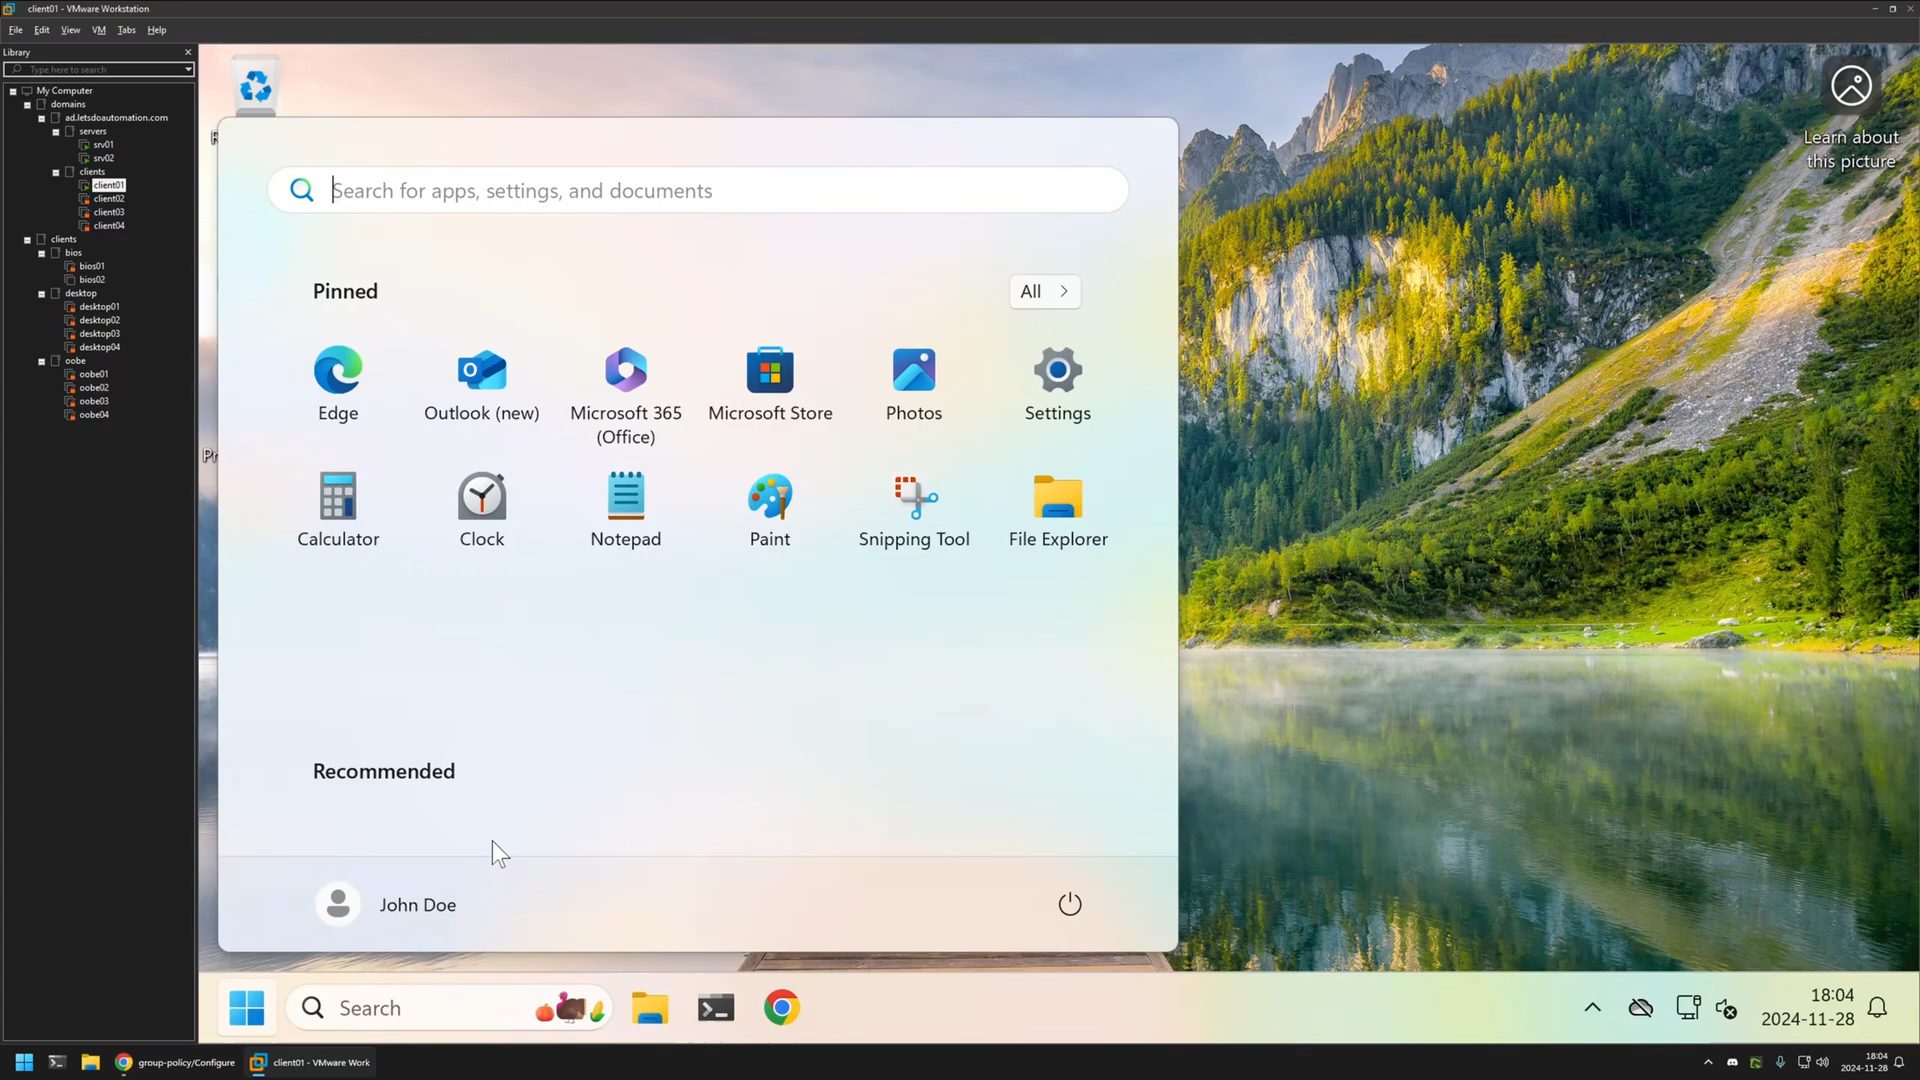 client01 - VMware Workstation
File Edit View VM Tabs Help
Library
Type here to search
My Computer
domains
ad.letsdoautomation.com
servers
srv01
srv02
clients
client01
client02
client03
client04
clients
bios
bios01
bios02
desktop
desktop01
desktop02
desktop03
desktop04
oobe
oobe01
oobe02
oobe03
oobe04
Learn about
this picture
Search for apps, settings, and documents
Pinned
All
Edge
Outlook (new)
Microsoft 365
(Office)
Microsoft Store
Photos
Settings
Calculator
Clock
Notepad
Paint
Snipping Tool
File Explorer
Recommended
John Doe
Search
18:04
2024-11-28
group-policy/Configure
client01 - VMware Work
18:04
2024-11-28